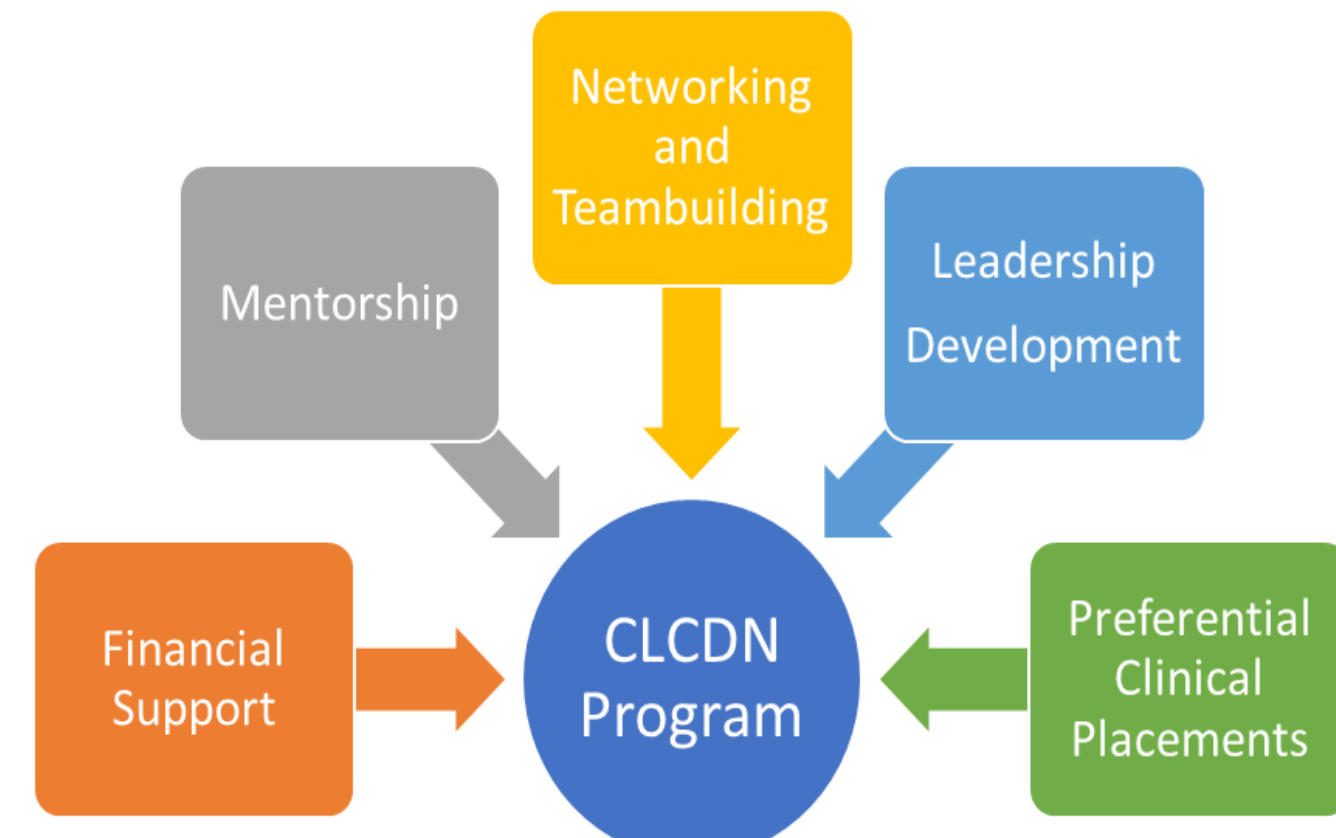 Networking
and
Teambuilding
Mentorship
Leadership
Development
Financial
Support
CLCDN
Program
Preferential
Clinical
Placements